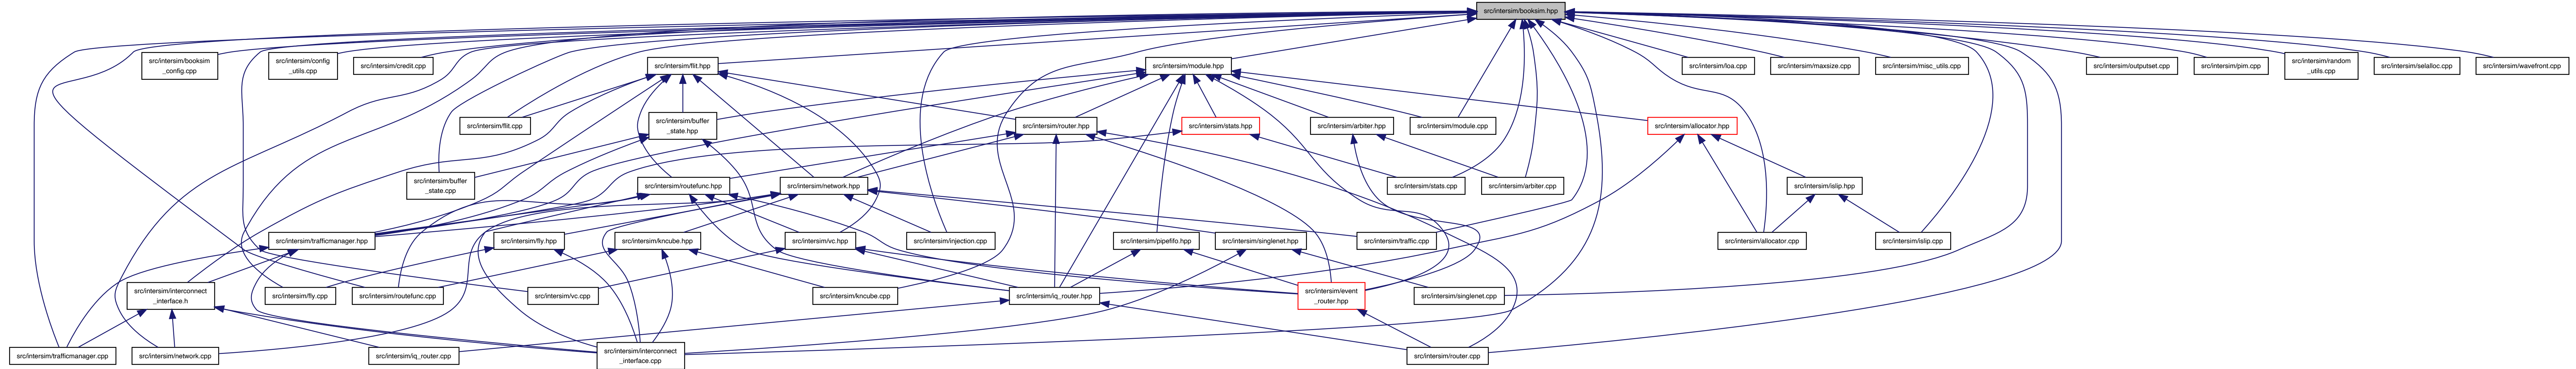 src/intersim/booksim.hpp
src/intersim/booksim
_config.cpp
src/intersim/config
_utils.cpp
src/intersim/credit.cpp
src/intersim/flit.hpp
src/intersim/module.hpp
src/intersim/loa.cpp
src/intersim/maxsize.cpp
src/intersim/misc_utils.cpp
src/intersim/outputset.cpp
src/intersim/pim.cpp
src/intersim/random
_utils.cpp
src/intersim/selalloc.cpp
src/intersim/wavefront.cpp
src/intersim/flit.cpp
src/intersim/buffer
_state.hpp
src/intersim/router.hpp
src/intersim/stats.hpp
src/intersim/arbiter.hpp
src/intersim/module.cpp
src/intersim/allocator.hpp
src/intersim/buffer
_state.cpp
src/intersim/routefunc.hpp
src/intersim/network.hpp
src/intersim/stats.cpp
src/intersim/arbiter.cpp
src/intersim/islip.hpp
src/intersim/trafficmanager.hpp
src/intersim/fly.hpp
src/intersim/kncube.hpp
src/intersim/vc.hpp
src/intersim/injection.cpp
src/intersim/pipefifo.hpp
src/intersim/singlenet.hpp
src/intersim/traffic.cpp
src/intersim/allocator.cpp
src/intersim/islip.cpp
src/intersim/interconnect
_interface.h
src/intersim/fly.cpp
src/intersim/routefunc.cpp
src/intersim/vc.cpp
src/intersim/kncube.cpp
src/intersim/iq_router.hpp
src/intersim/event
_router.hpp
src/intersim/singlenet.cpp
src/intersim/trafficmanager.cpp
src/intersim/network.cpp
src/intersim/iq_router.cpp
src/intersim/interconnect
_interface.cpp
src/intersim/router.cpp